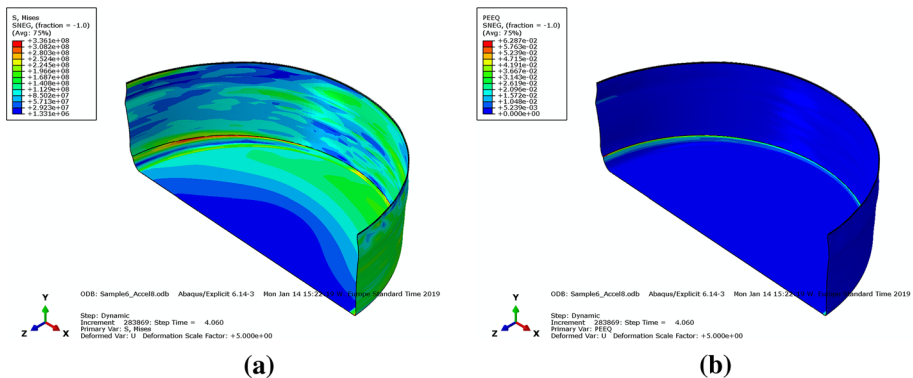 S, Mises
SNEG, (fraction = -1.0)
(Avg: 75%)
+3.361e+08
+3.082e+08
+2.803e+08
+2.524e+08
+2.245e+08
+1.966e+08
+1.687e+08
+1.408e+08
+1.129e+08
+8.502e+07
+5.713e+07
+2.923e+07
+1.331e+06
Y
Z
X
ODB: Sample6_Accel8.odb Abaqus/Explicit 6.14-3 Mon Jan 14 15:22 Europe Standard Time 2019
Step: Dynamic
Increment 283869: Step Time = 4.060
Primary Var: S, Mises
Deformed Var: U Deformation Scale Factor: +5.000e+00
(a)
PEEQ
SNEG, (fraction = -1.0)
(Avg: 75%)
+6.287e-02
+5.763e-02
+5.239e-02
+4.715e-02
+4.191e-02
+3.667e-02
+3.143e-02
+2.619e-02
+2.096e-02
+1.572e-02
+1.048e-02
+5.239e-03
+0.000e+00
Y
Z
X
ODB: Sample6_Accel8.odb Abaqus/Explicit 6.14-3 Mon Jan 14 15:22 Europe Standard Time 2019
Step: Dynamic
Increment 283869: Step Time = 4.060
Primary Var: PEEQ
Deformed Var: U Deformation Scale Factor: +5.000e+00
(b)